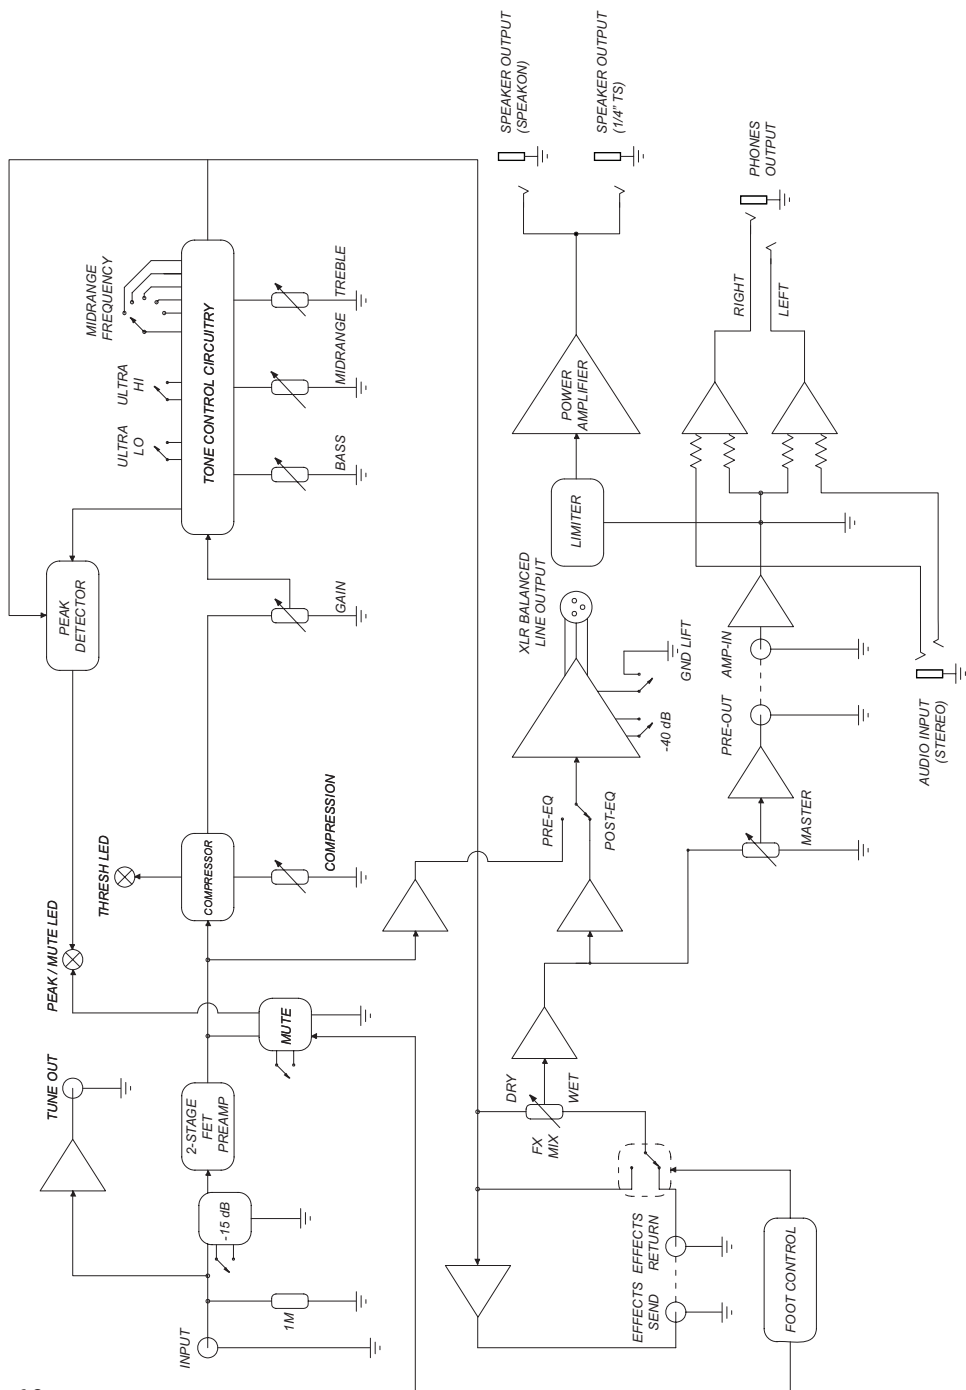 INPUT
1M
-15 dB
TUNE OUT
2-STAGE
FET
PREAMP
MUTE
PEAK / MUTE LED
THRESH LED
COMPRESSOR
COMPRESSION
PEAK
DETECTOR
GAIN
TONE CONTROL CIRCUITRY
ULTRA
LO
ULTRA
HI
MIDRANGE
FREQUENCY
BASS
MIDRANGE
TREBLE
EFFECTS
SEND
EFFECTS
RETURN
FOOT CONTROL
FX
MIX
DRY
WET
PRE-EQ
POST-EQ
XLR BALANCED
LINE OUTPUT
-40 dB
GND LIFT
LIMITER
POWER
AMPLIFIER
SPEAKER OUTPUT
(SPEAKON)
SPEAKER OUTPUT
(1/4" TS)
MASTER
PRE-OUT
AMP-IN
AUDIO INPUT
(STEREO)
RIGHT
LEFT
PHONES
OUTPUT